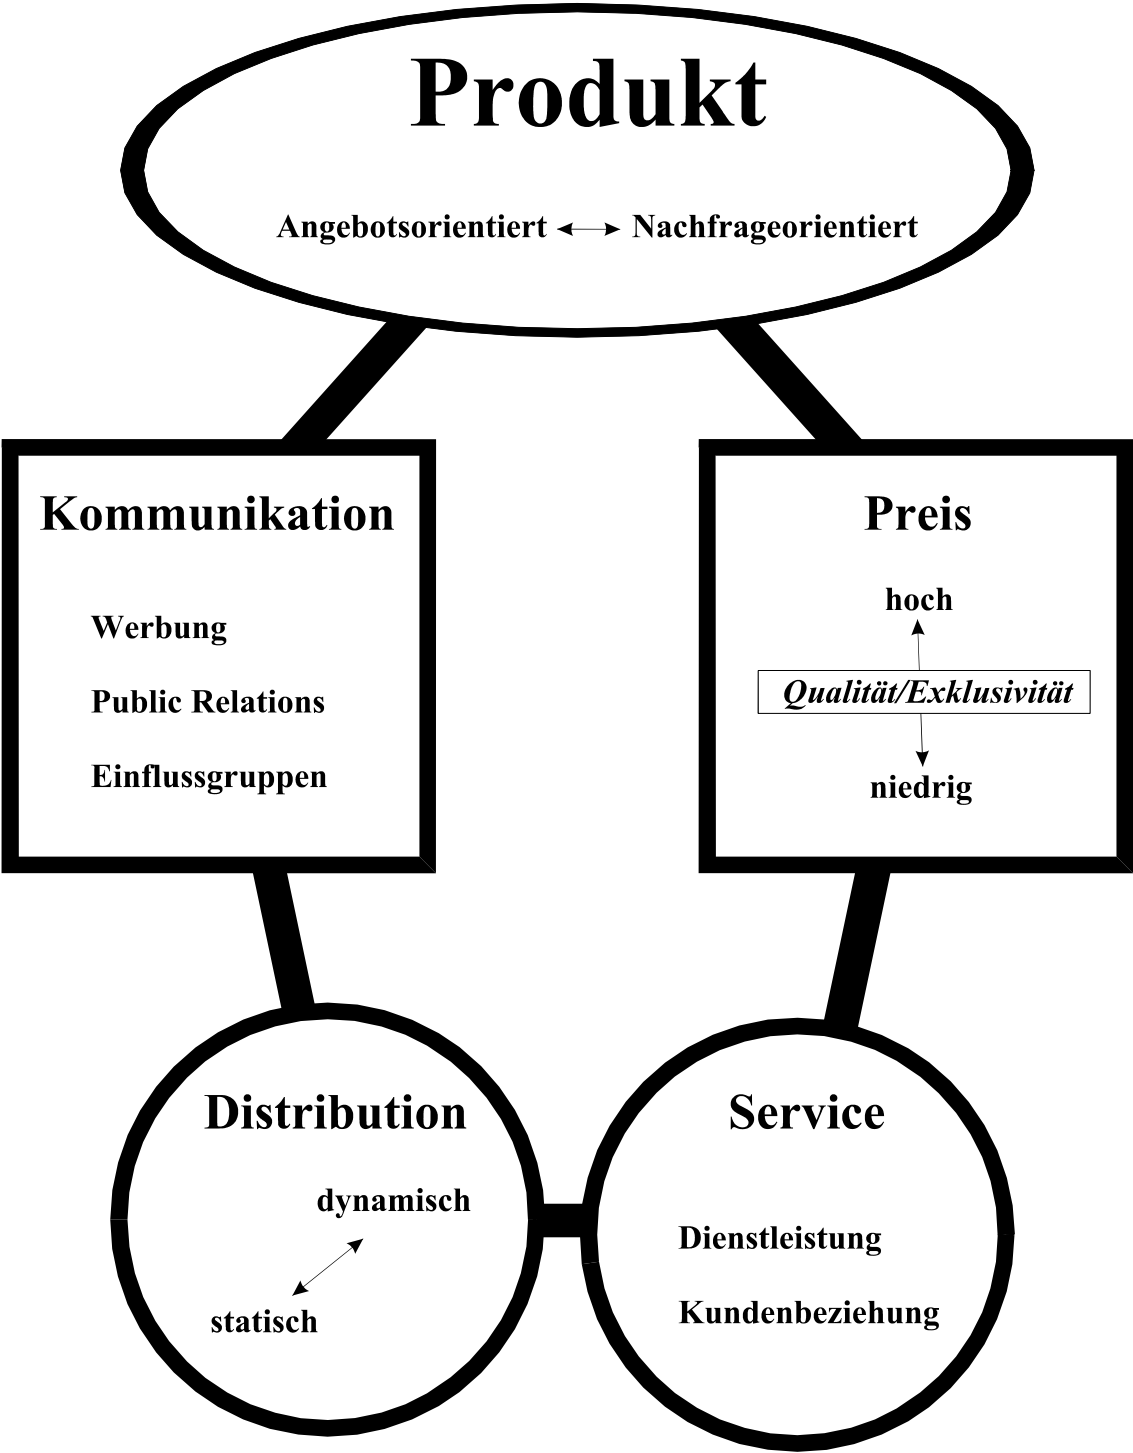 Produkt
Angebotsorientiert Nachfrageorientiert
Kommunikation
Werbung
Public Relations
Einflussgruppen
Preis
hoch
Qualität/Exklusivität
niedrig
Distribution
dynamisch
statisch
Service
Dienstleistung
Kundenbeziehung